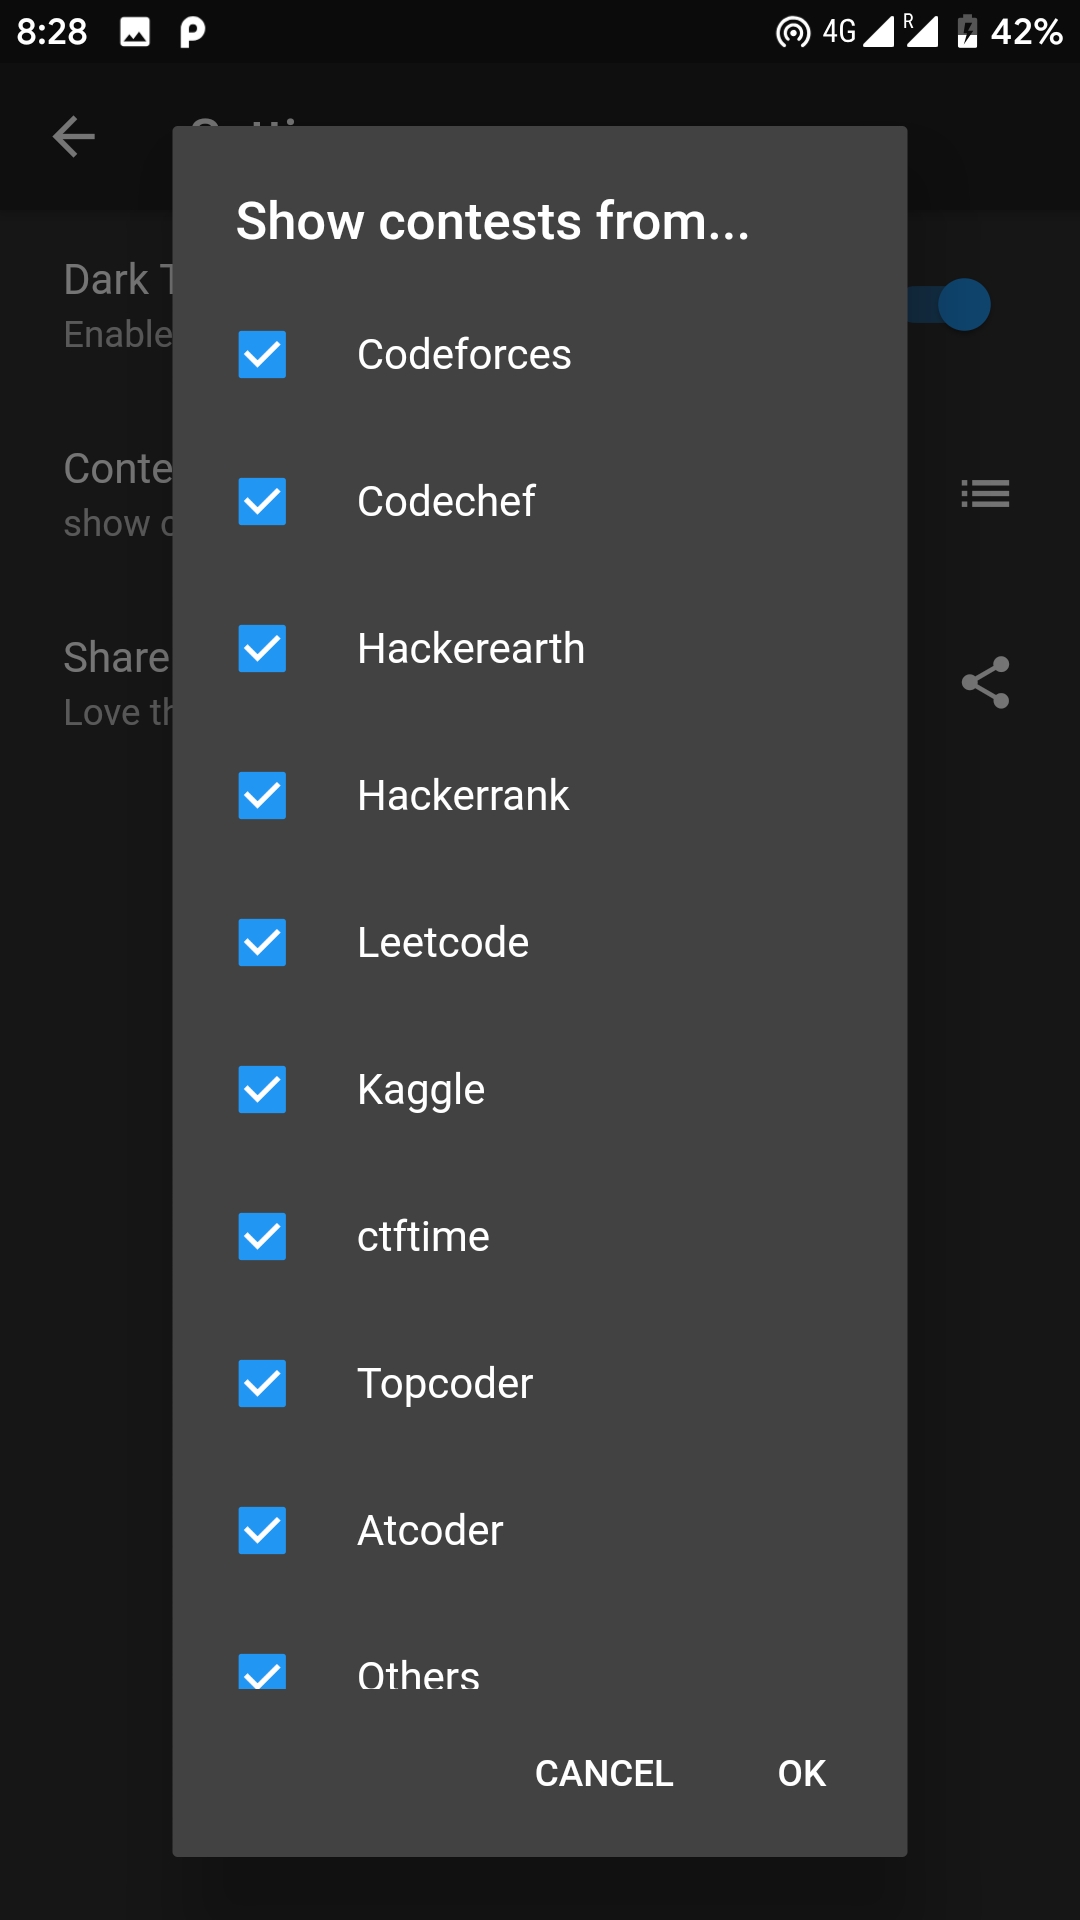 8:28 4G R 42%
Show contests from...
Dark
Enable
Codeforces
Conte
show
Codechef
Share
Love
Hackerearth
Hackerrank
Leetcode
Kaggle
ctftime
Topcoder
Atcoder
Others
CANCEL OK